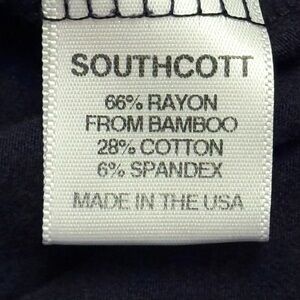 SOUTHCOTT
66% RAYON
FROM BAMBOO
28% COTTON
6% SPANDEX
MADE IN THE USA